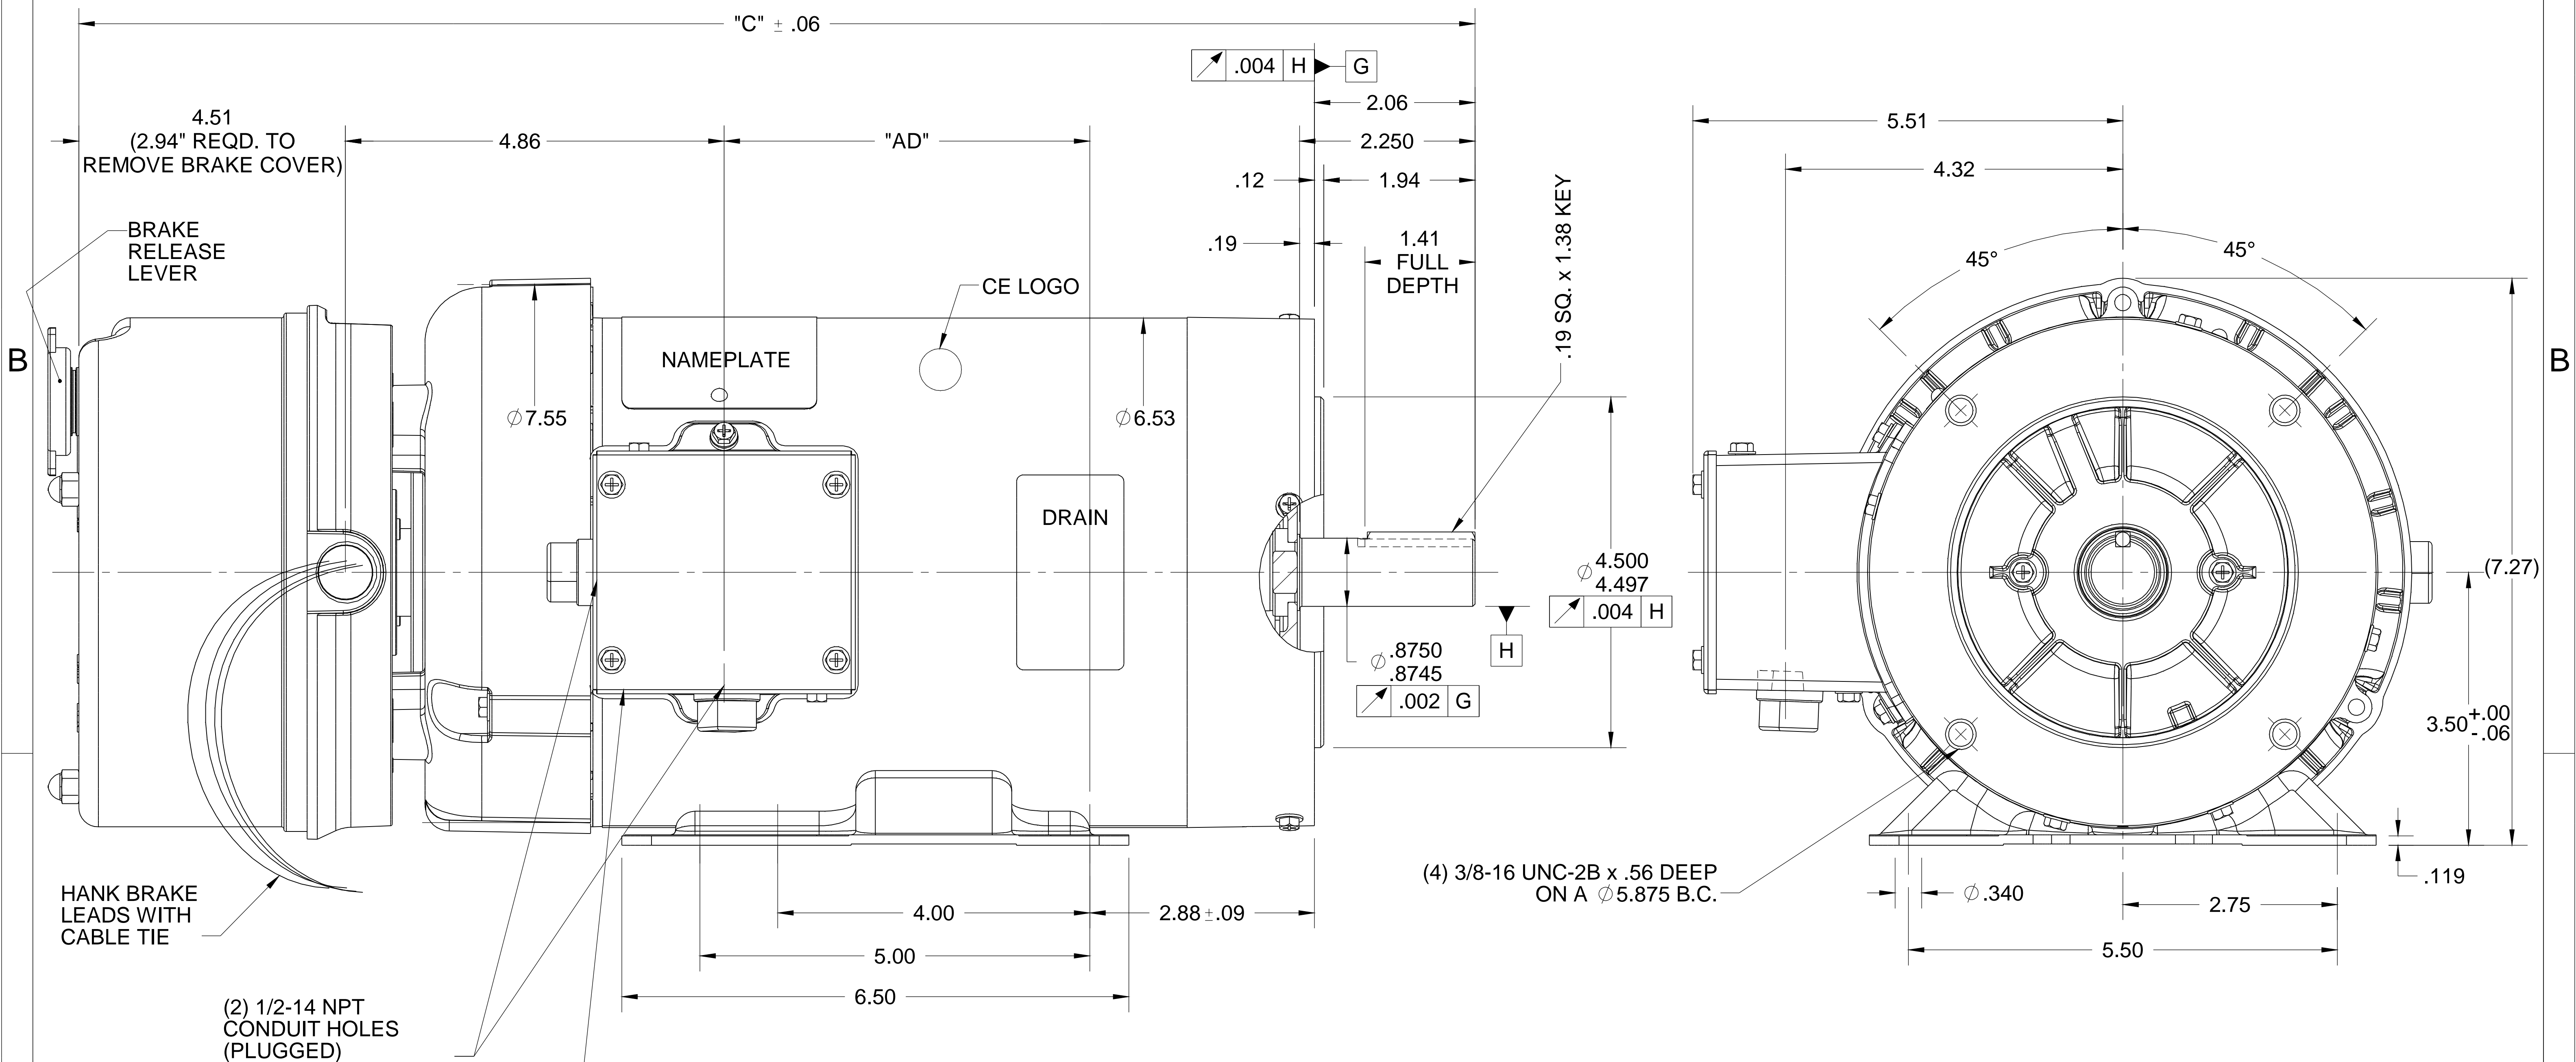 "C" ± .06
.004 H G
2.06
4.51
(2.94" REQD. TO
REMOVE BRAKE COVER)
4.86
"AD"
2.250
.12
1.94
.19
1.41
FULL
DEPTH
.19 SQ. x 1.38 KEY
BRAKE
RELEASE
LEVER
CE LOGO
NAMEPLATE
⌀7.55
⌀6.53
DRAIN
⌀ 4.500
4.497
.004 H
⌀ .8750
.8745
.002 G
H
HANK BRAKE
LEADS WITH
CABLE TIE
4.00
2.88±.09
5.00
6.50
(2) 1/2-14 NPT
CONDUIT HOLES
(PLUGGED)
5.51
4.32
45°
45°
(7.27)
3.50 +.00
-.06
.119
(4) 3/8-16 UNC-2B x .56 DEEP
ON A ⌀5.875 B.C.
⌀.340
2.75
5.50
B
B